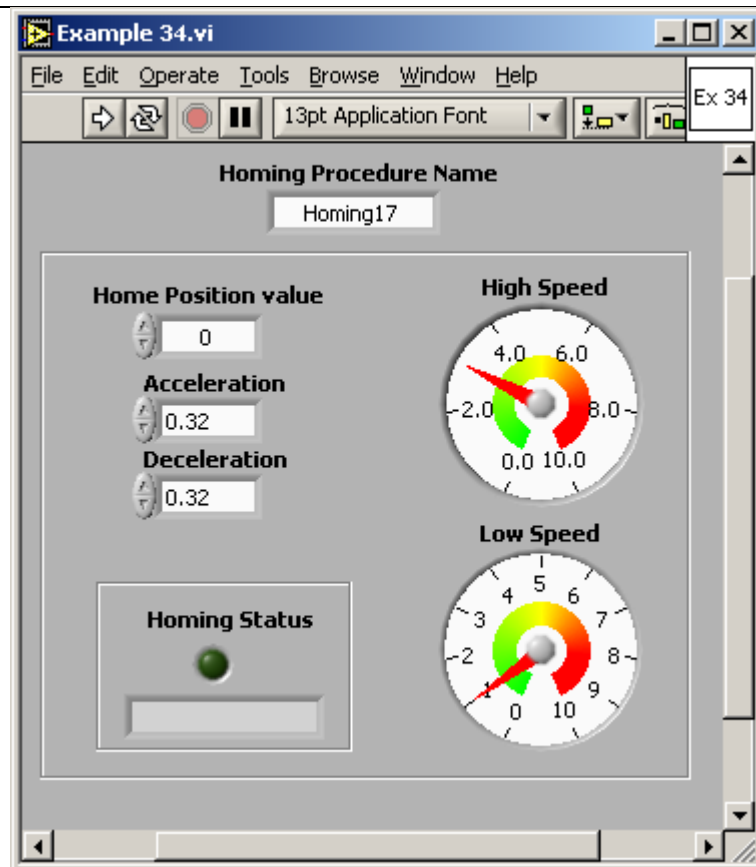 Example 34.vi
File Edit Operate Tools Browse Window Help
13pt Application Font
Ex 34
Homing Procedure Name
Homing17
Home Position value
0
Acceleration
0.32
Deceleration
0.32
Homing Status
High Speed
4.0 6.0
2.0 8.0
0.0 10.0
Low Speed
5
4 6
3 7
2 8
1 9
0 10